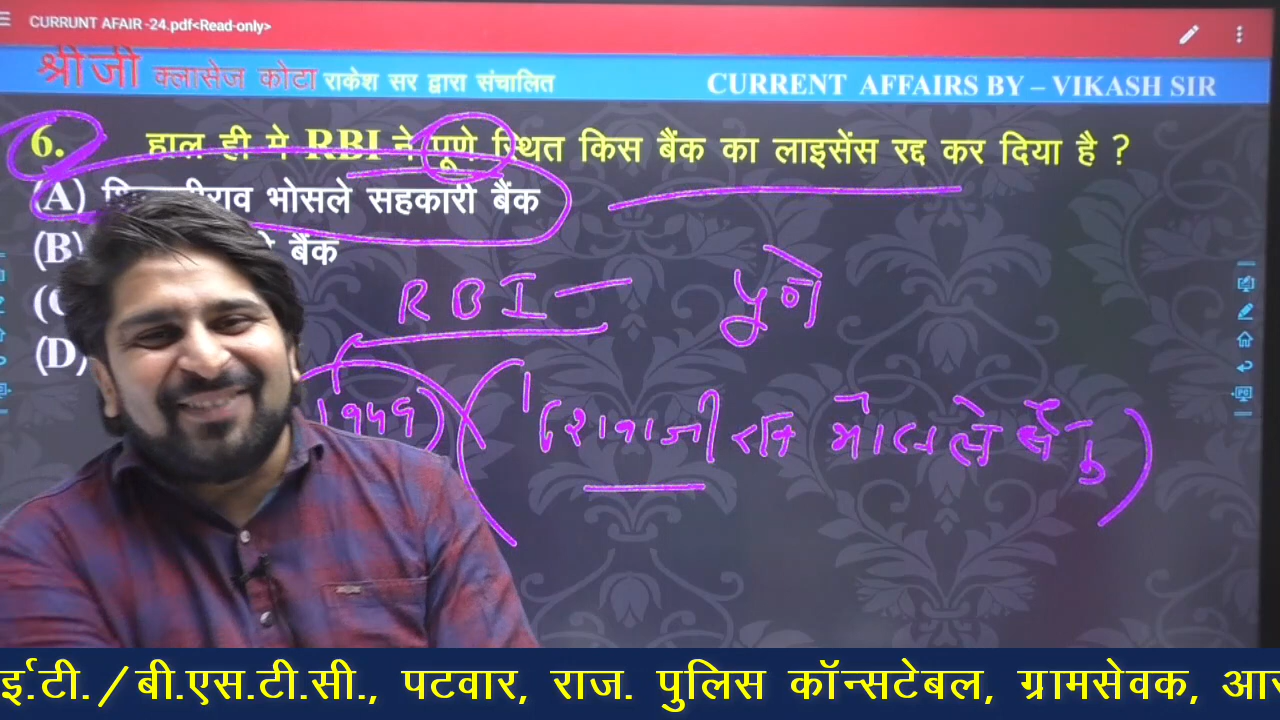 CURRUNT AFAIR -24.pdf<Read-only>
श्रीजी क्लासेज कोटा राकेश सर द्वारा संचालित CURRENT AFFAIRS BY – VIKASH SIR
6. हाल ही मे RBI ने पूणे स्थित किस बैंक का लाइसेंस रद्द कर दिया है ?
(A) भोसले सहकारी बैंक
(B) बैंक
RBI — पुणे
(D)
भोसले बैंक
ई.टी./बी.एस.टी.सी., पटवार, राज. पुलिस कॉन्सटेबल, ग्रामसेवक,